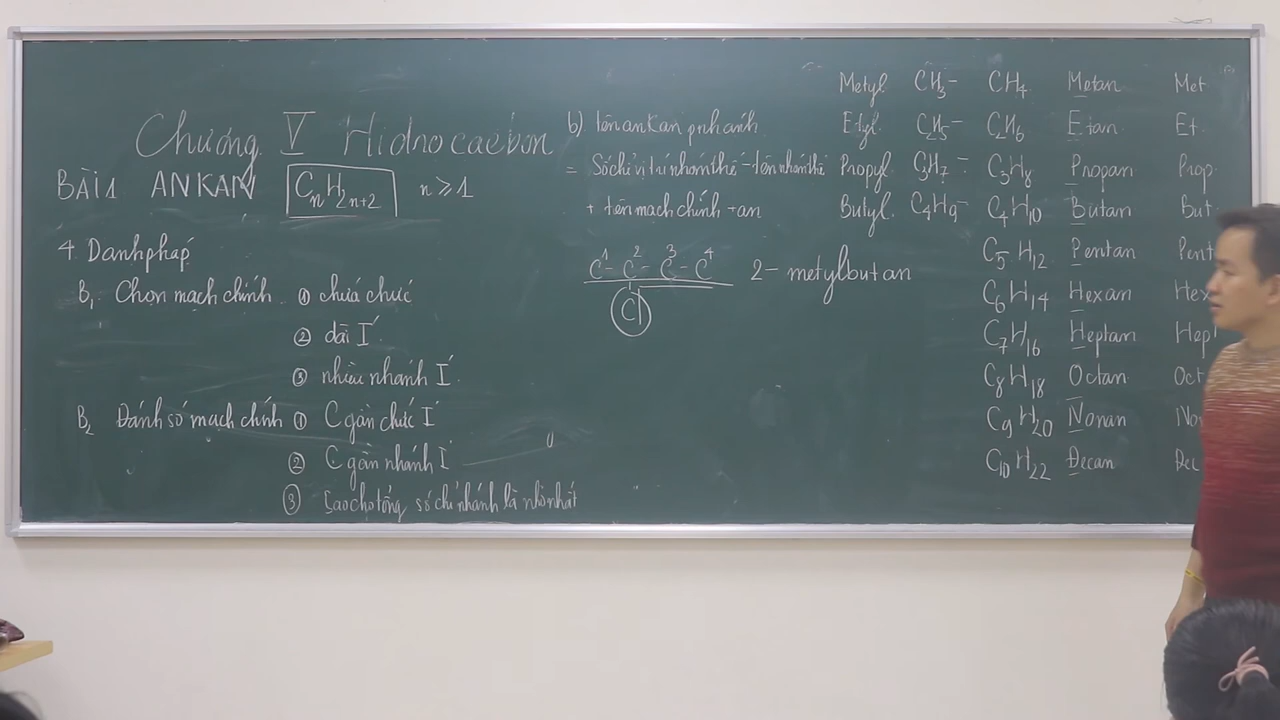 Chương V Hidrocacbon
BÀI 1 ANKAN CnH2n+2 n ≥ 1
4. Danh pháp
B1 Chọn mạch chính ① chứa chức
② dài I'
③ nhiều nhánh I'
B2 Đánh số mạch chính ① C gần chức I'
② C gần nhánh I'
③ Sao cho tổng số chỉ nhánh là nhỏ nhất
b) Tên ankan phân nhánh
= Số chỉ vị trí nhóm thế - tên nhóm thế
+ tên mạch chính + an
C1 - C2 - C3 - C4 2 - metylbutan
C
Metyl CH3- CH4 Metan Met
Etyl C2H5- C2H6 Etan Et
Propyl C3H7- C3H8 Propan Prop
Butyl C4H9- C4H10 Butan But
C5H12 Pentan Pent
C6H14 Hexan Hex
C7H16 Heptan Hept
C8H18 Octan Oct
C9H20 Nonan No
C10H22 Decan Dec